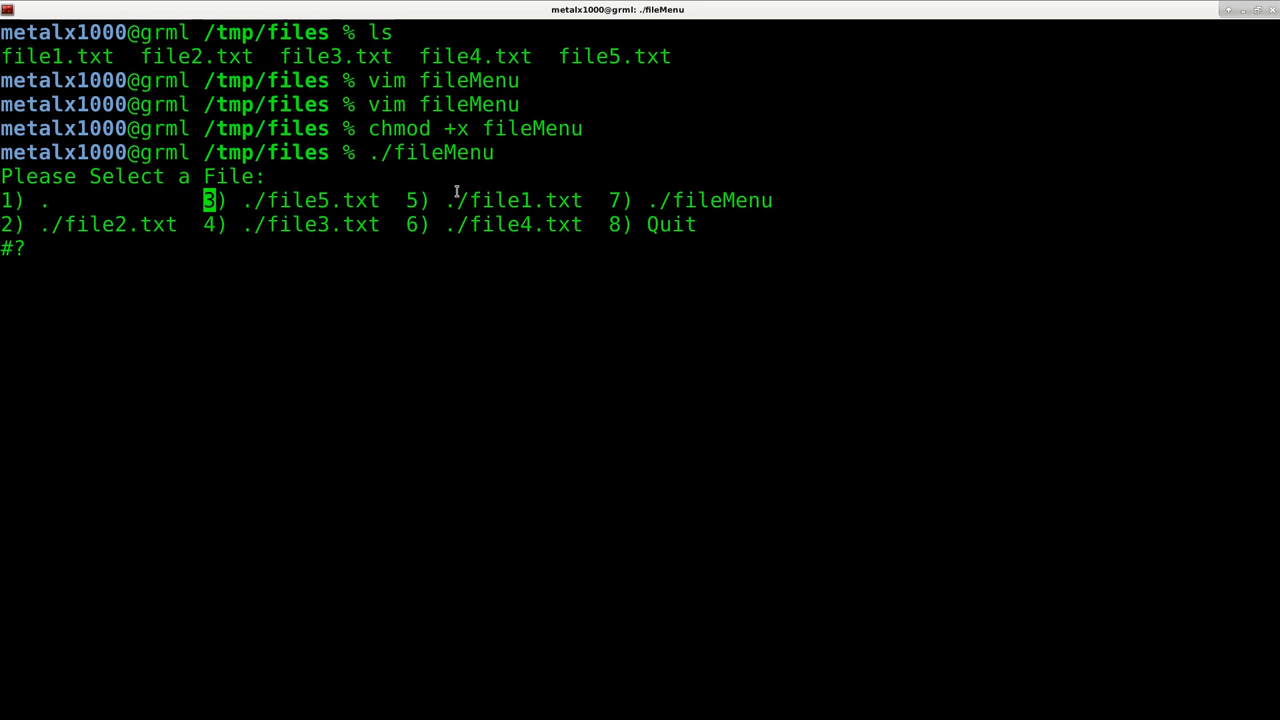 metalx1000@grml: ./fileMenu
metalx1000@grml /tmp/files % ls
file1.txt  file2.txt  file3.txt  file4.txt  file5.txt
metalx1000@grml /tmp/files % vim fileMenu
metalx1000@grml /tmp/files % vim fileMenu
metalx1000@grml /tmp/files % chmod +x fileMenu
metalx1000@grml /tmp/files % ./fileMenu
Please Select a File:
1) .            3) ./file5.txt  5) ./file1.txt  7) ./fileMenu
2) ./file2.txt  4) ./file3.txt  6) ./file4.txt  8) Quit
#?